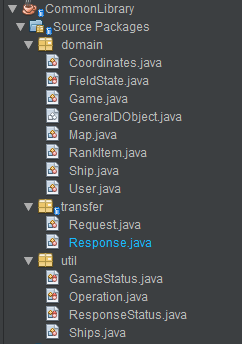 CommonLibrary
Source Packages
domain
Coordinates.java
FieldState.java
Game.java
GeneralDObject.java
Map.java
RankItem.java
Ship.java
User.java
transfer
Request.java
Response.java
util
GameStatus.java
Operation.java
ResponseStatus.java
Ships.java